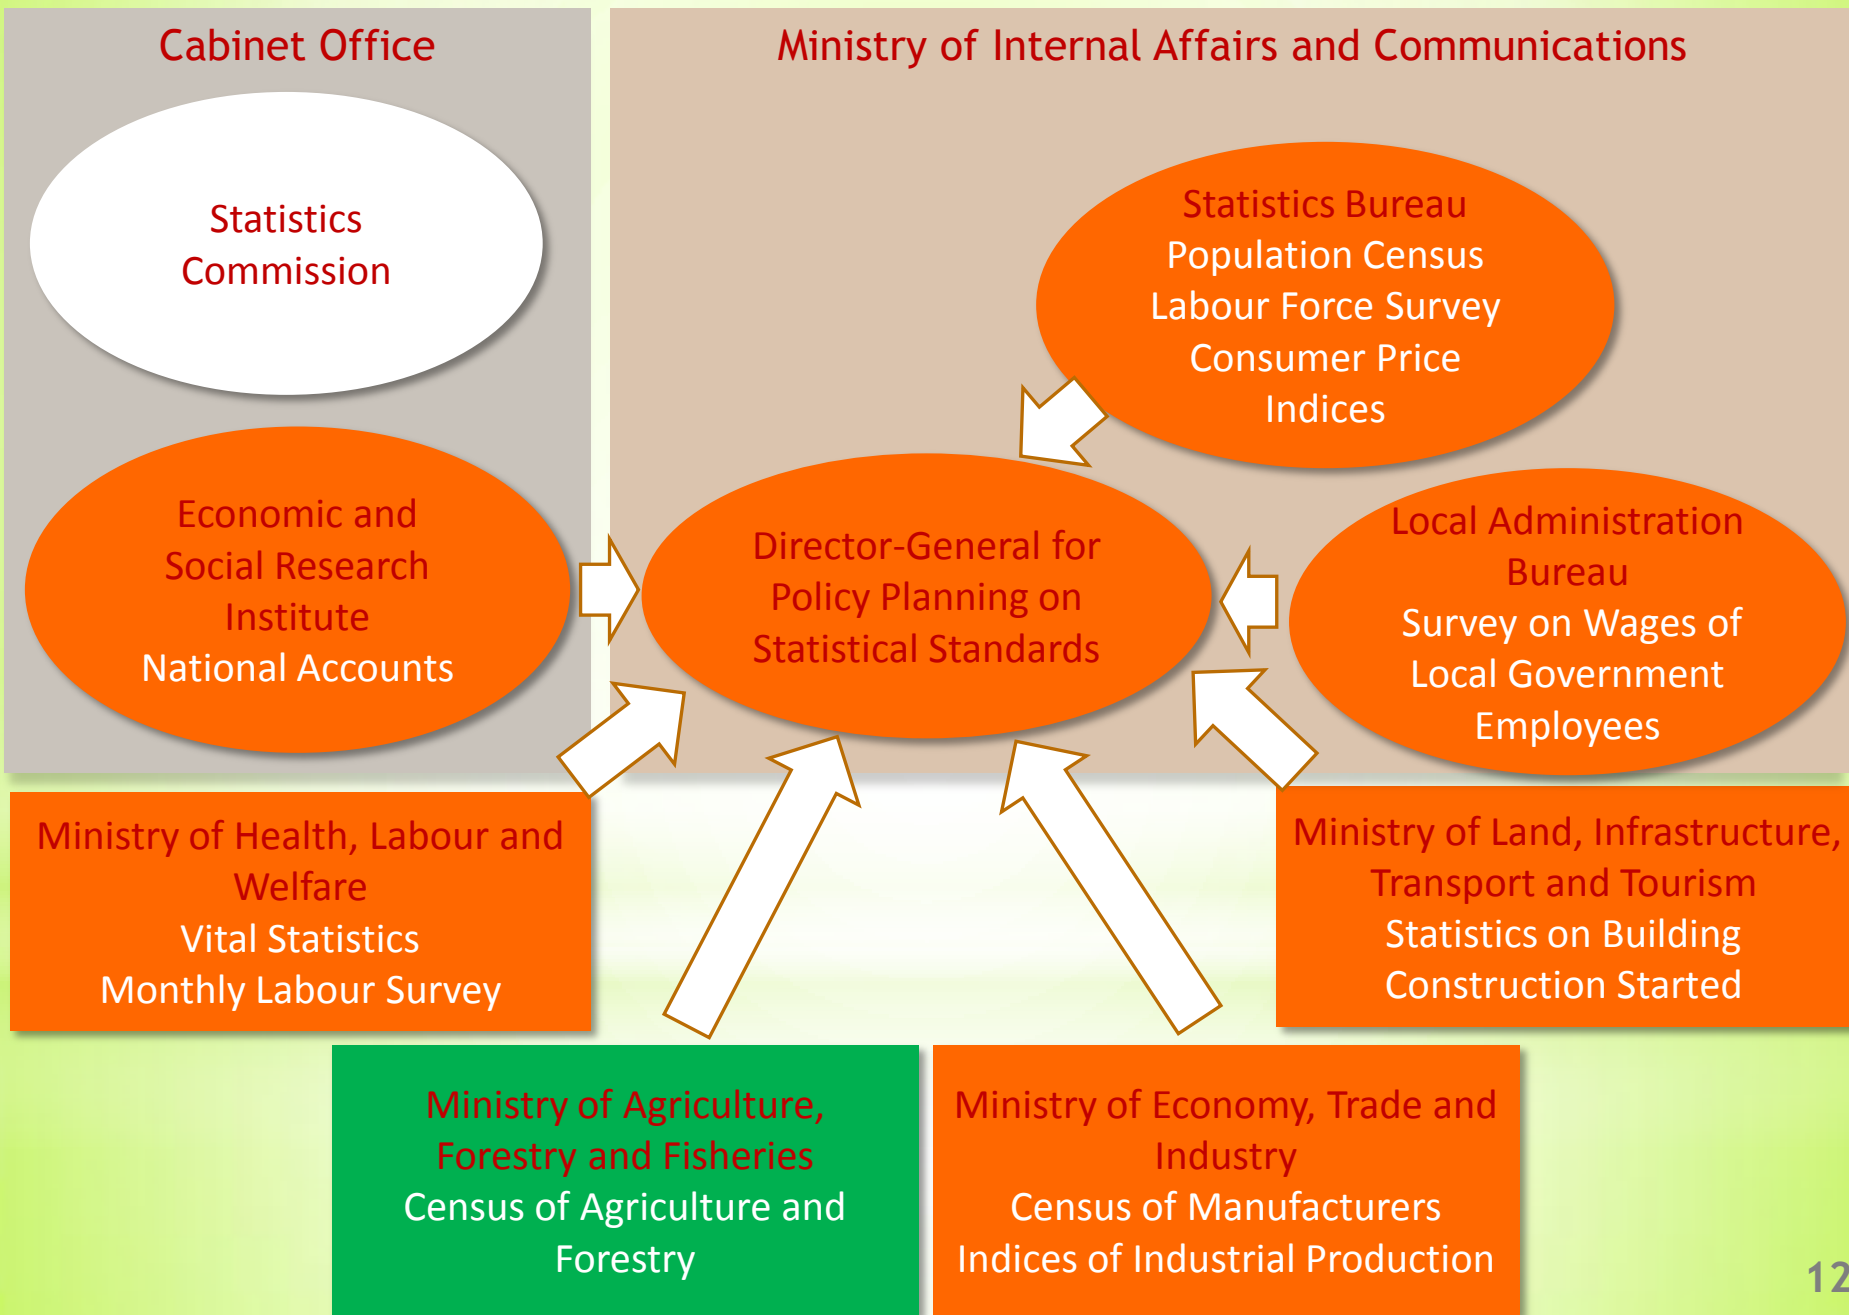 Cabinet Office
Statistics
Commission
Economic and
Social Research
Institute
National Accounts
Ministry of Internal Affairs and Communications
Statistics Bureau
Population Census
Labour Force Survey
Consumer Price
Indices
Director-General for
Policy Planning on
Statistical Standards
Local Administration
Bureau
Survey on Wages of
Local Government
Employees
Ministry of Health, Labour and
Welfare
Vital Statistics
Monthly Labour Survey
Ministry of Land, Infrastructure,
Transport and Tourism
Statistics on Building
Construction Started
Ministry of Agriculture,
Forestry and Fisheries
Census of Agriculture and
Forestry
Ministry of Economy, Trade and
Industry
Census of Manufacturers
Indices of Industrial Production
12